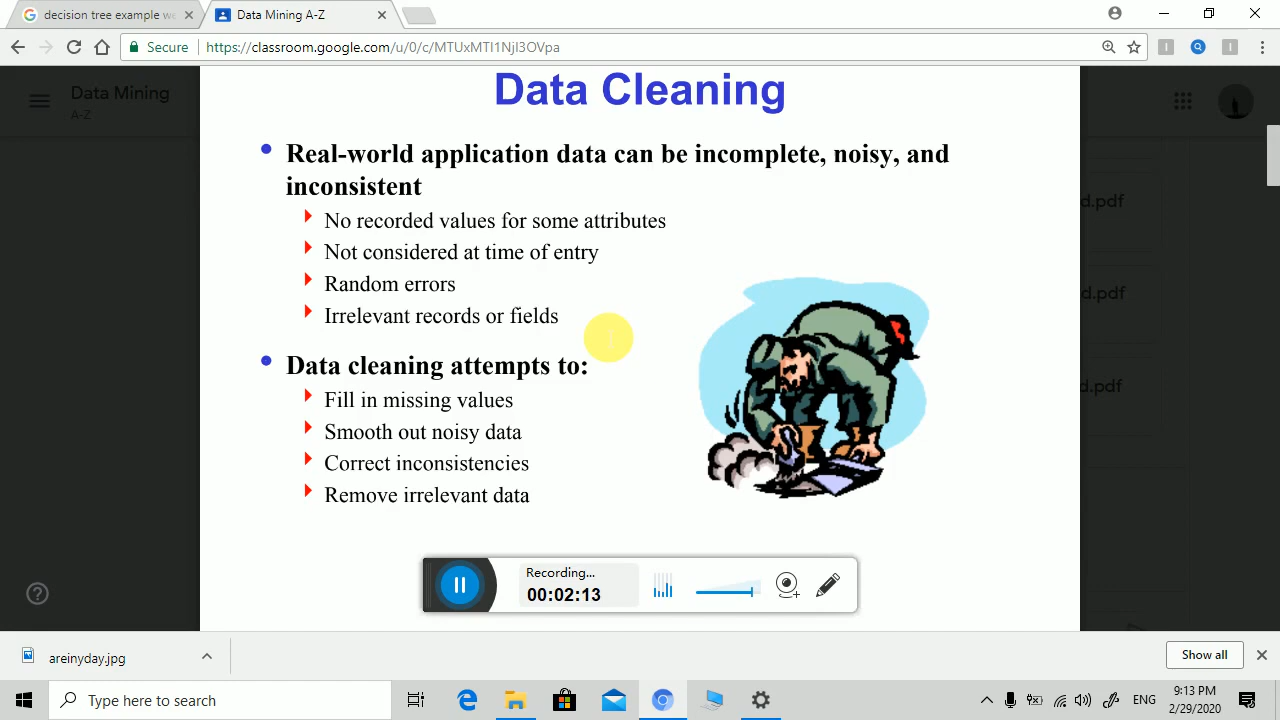 decision tree example we
Data Mining A-Z
Secure
https://classroom.google.com/u/0/c/MTUxMTI1NjI3OVpa
Data Mining
A-Z
Data Cleaning
Real-world application data can be incomplete, noisy, and
inconsistent
No recorded values for some attributes
Not considered at time of entry
Random errors
Irrelevant records or fields
Data cleaning attempts to:
Fill in missing values
Smooth out noisy data
Correct inconsistencies
Remove irrelevant data
d.pdf
d.pdf
d.pdf
Recording...
00:02:13
areinyday.jpg
Show all
Type here to search
ENG
9:13 PM
2/29/2020